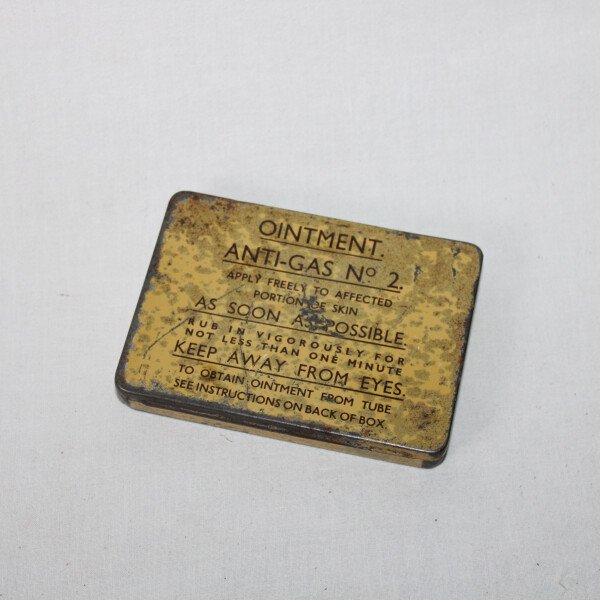 OINTMENT.
ANTI-GAS Nº 2.
APPLY FREELY TO AFFECTED
PORTION OF SKIN
AS SOON AS POSSIBLE.
RUB IN VIGOROUSLY FOR
NOT LESS THAN ONE MINUTE
KEEP AWAY FROM EYES.
TO OBTAIN OINTMENT FROM TUBE
SEE INSTRUCTIONS ON BACK OF BOX